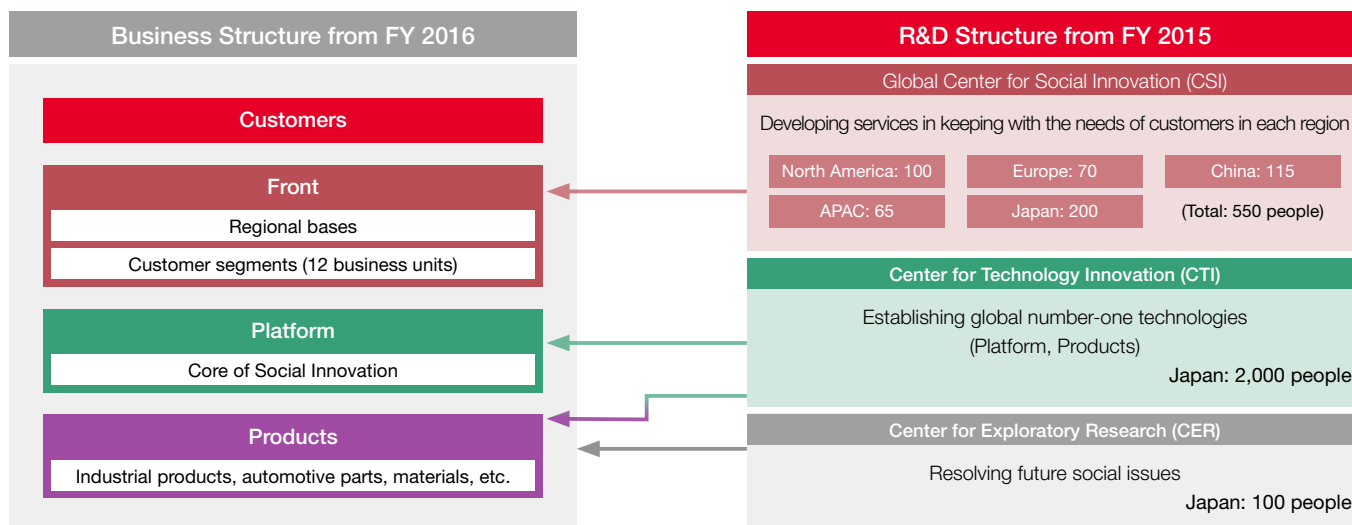 Business Structure from FY 2016
Customers
Front
Regional bases
Customer segments (12 business units)
Platform
Core of Social Innovation
Products
Industrial products, automotive parts, materials, etc.
R&D Structure from FY 2015
Global Center for Social Innovation (CSI)
Developing services in keeping with the needs of customers in each region
North America: 100
Europe: 70
China: 115
APAC: 65
Japan: 200
(Total: 550 people)
Center for Technology Innovation (CTI)
Establishing global number-one technologies
(Platform, Products)
Japan: 2,000 people
Center for Exploratory Research (CER)
Resolving future social issues
Japan: 100 people